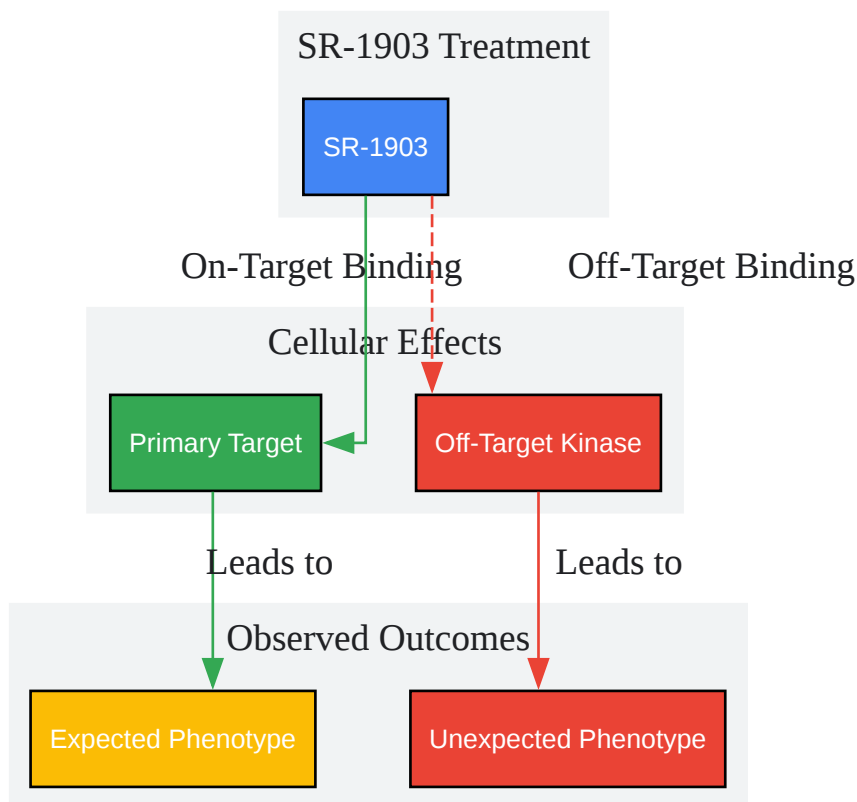 SR-1903 Treatment
SR-1903
On-Target Binding
Off-Target Binding
Cellular Effects
Primary Target
Off-Target Kinase
Leads to
Leads to
Observed Outcomes
Expected Phenotype
Unexpected Phenotype